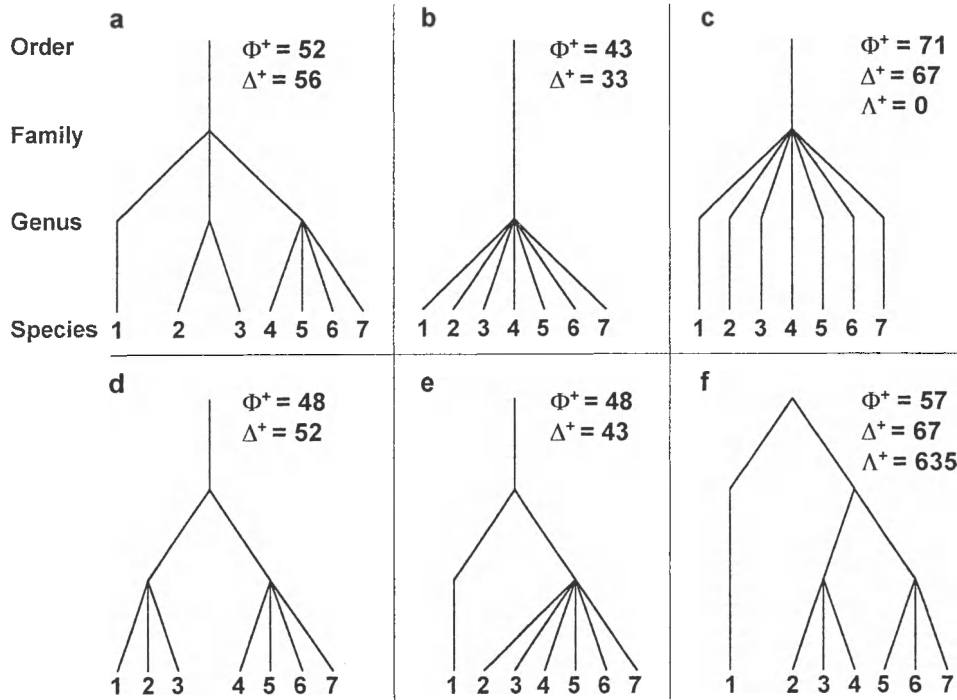 a
Order
Φ⁺ = 52
Δ⁺ = 56
Family
Genus
Species
1 2 3 4 5 6 7
b
Φ⁺ = 43
Δ⁺ = 33
1 2 3 4 5 6 7
c
Φ⁺ = 71
Δ⁺ = 67
Λ⁺ = 0
1 2 3 4 5 6 7
d
Φ⁺ = 48
Δ⁺ = 52
1 2 3 4 5 6 7
e
Φ⁺ = 48
Δ⁺ = 43
1 2 3 4 5 6 7
f
Φ⁺ = 57
Δ⁺ = 67
Λ⁺ = 635
1 2 3 4 5 6 7